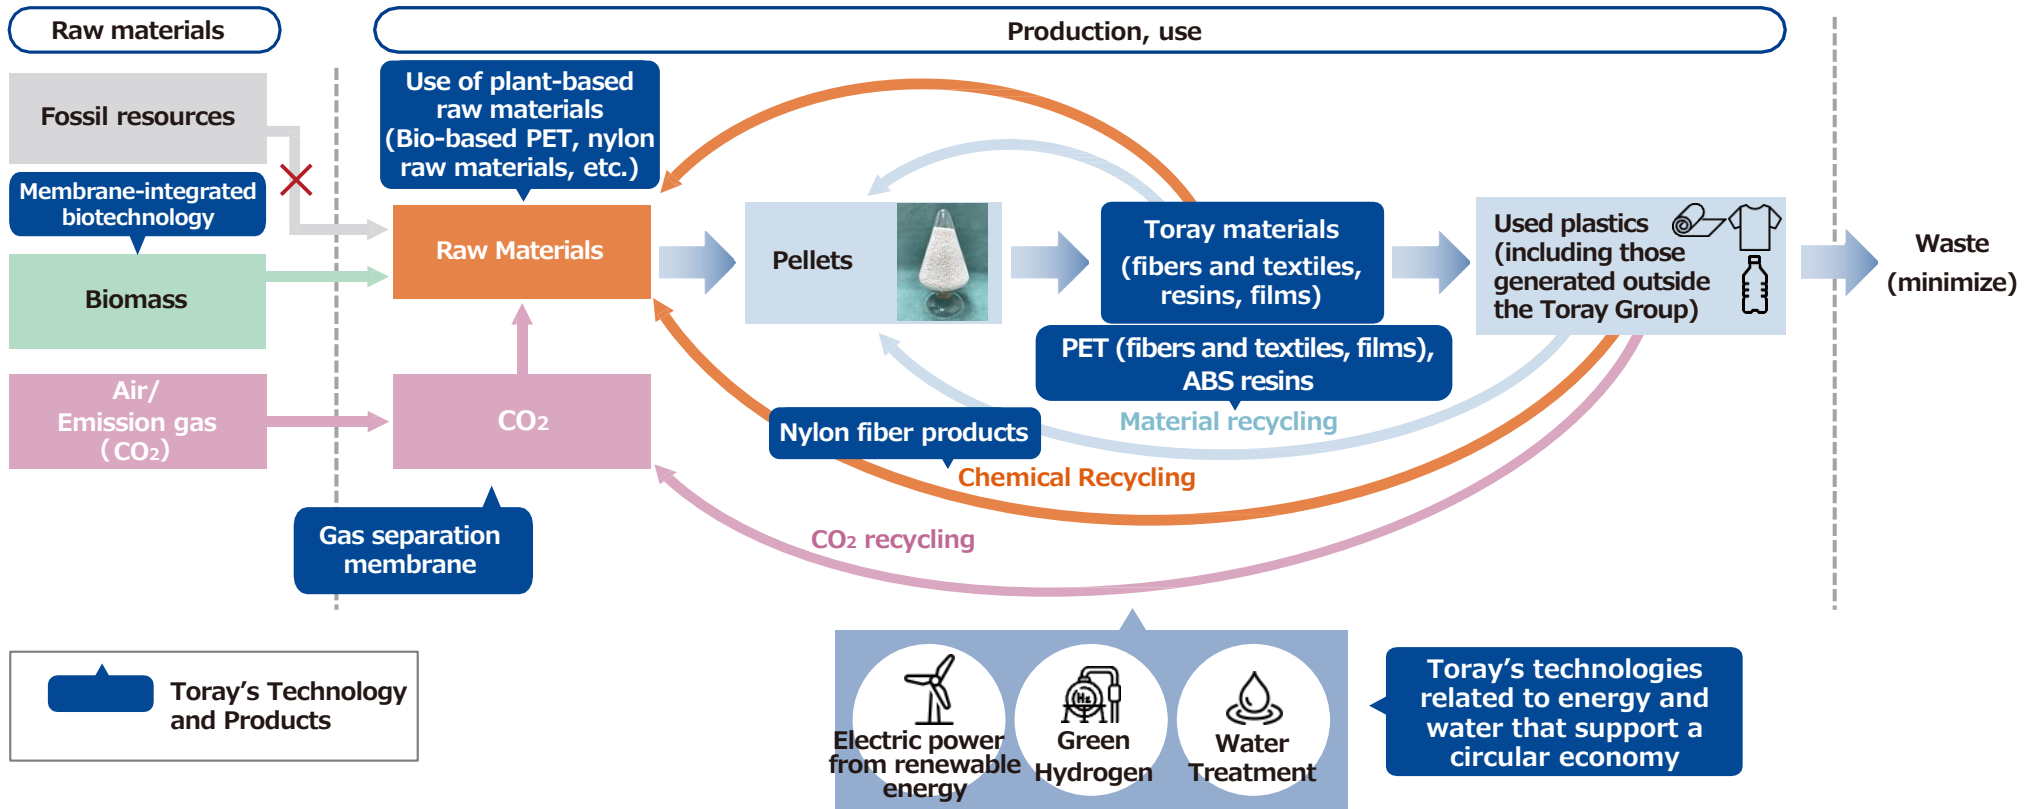 Raw materials
Production, use
Fossil resources
Membrane-integrated
biotechnology
Biomass
Air/
Emission gas
(CO₂)
Use of plant-based
raw materials
(Bio-based PET, nylon
raw materials, etc.)
Raw Materials
CO₂
Gas separation
membrane
Pellets
Toray materials
(fibers and textiles,
resins, films)
PET (fibers and textiles, films),
ABS resins
Used plastics
(including those
generated outside
the Toray Group)
Waste
(minimize)
Material recycling
Nylon fiber products
Chemical Recycling
CO₂ recycling
Toray's Technology
and Products
Electric power
from renewable
energy
H₂
Green
Hydrogen
Water
Treatment
Toray's technologies
related to energy and
water that support a
circular economy